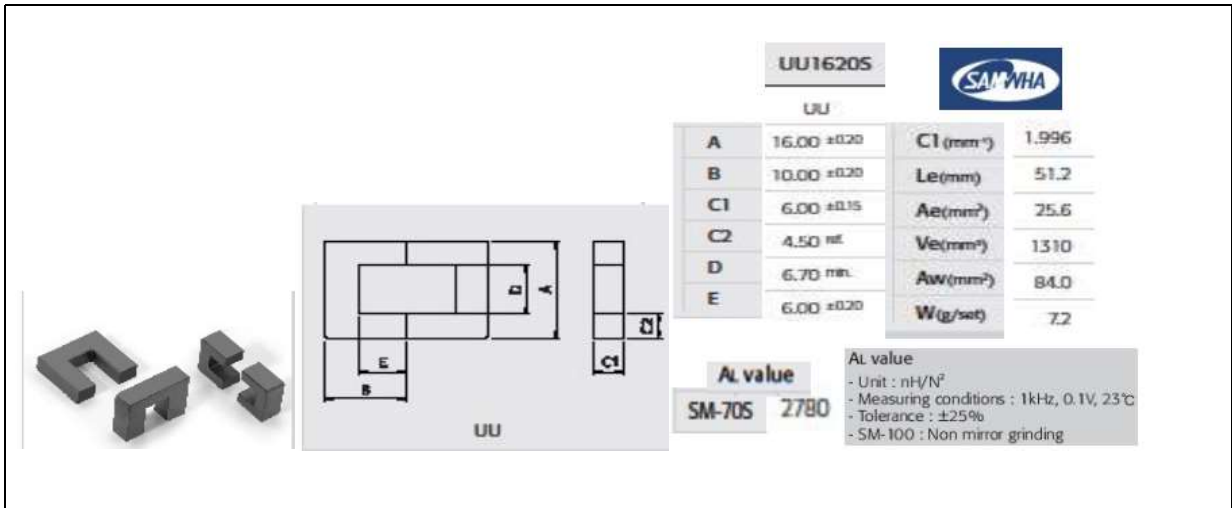 UU1620S
SAMWHA
UU
A 16.00 ±0.20 C1(mm⁻¹) 1.996
B 10.00 ±0.20 Le(mm) 51.2
C1 6.00 ±0.15 Ae(mm²) 25.6
C2 4.50 ref. Ve(mm³) 1310
D 6.70 min. Aw(mm²) 84.0
E 6.00 ±0.20 W(g/set) 7.2
D A
C2
E C1
B
UU
AL value
SM-70S 2780
AL value
- Unit : nH/N²
- Measuring conditions : 1kHz, 0.1V, 23℃
- Tolerance : ±25%
- SM-100 : Non mirror grinding